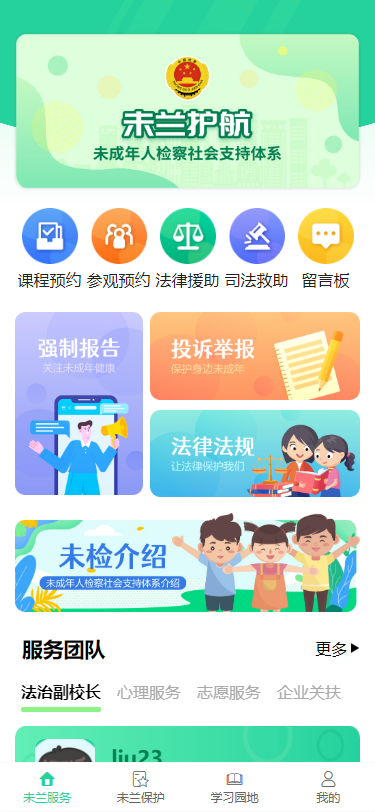 未兰护航
未成年人检察社会支持体系
课程预约 参观预约 法律援助 司法救助 留言板
强制报告
关注未成年健康
投诉举报
保护身边未成年
法律法规
让法律保护我们
未检介绍
未成年人检察社会支持体系介绍
服务团队 更多
法治副校长 心理服务 志愿服务 企业关扶
liu23
未兰服务 未兰保护 学习园地 我的